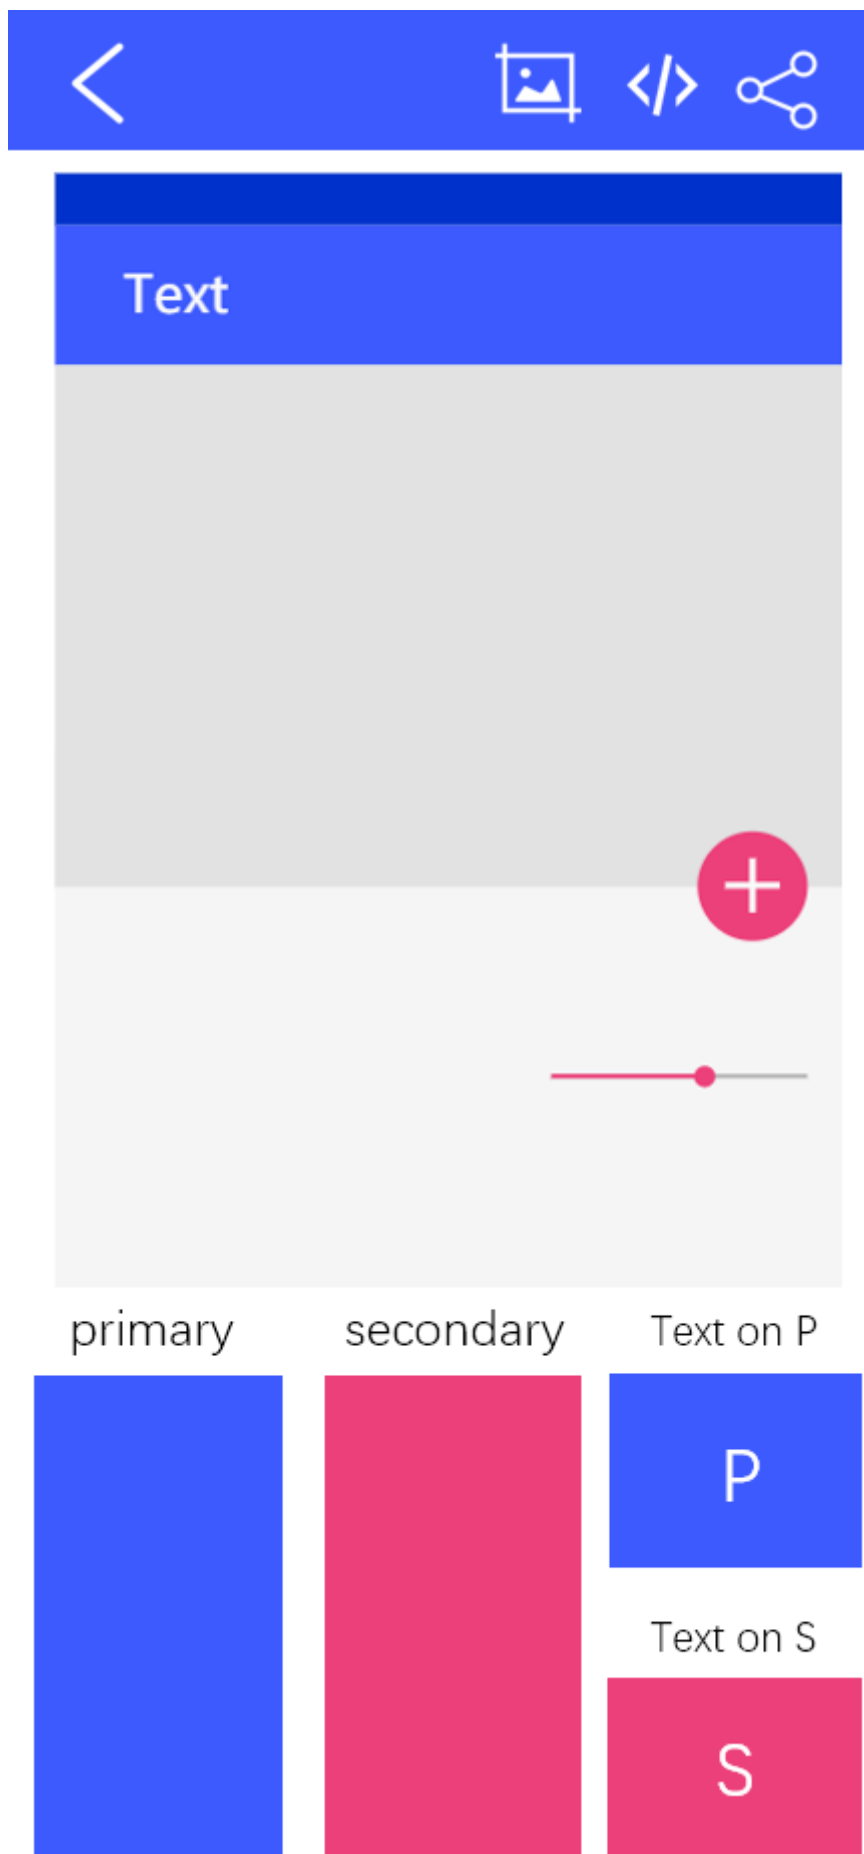 Text
primary
secondary
Text on P
P
Text on S
S